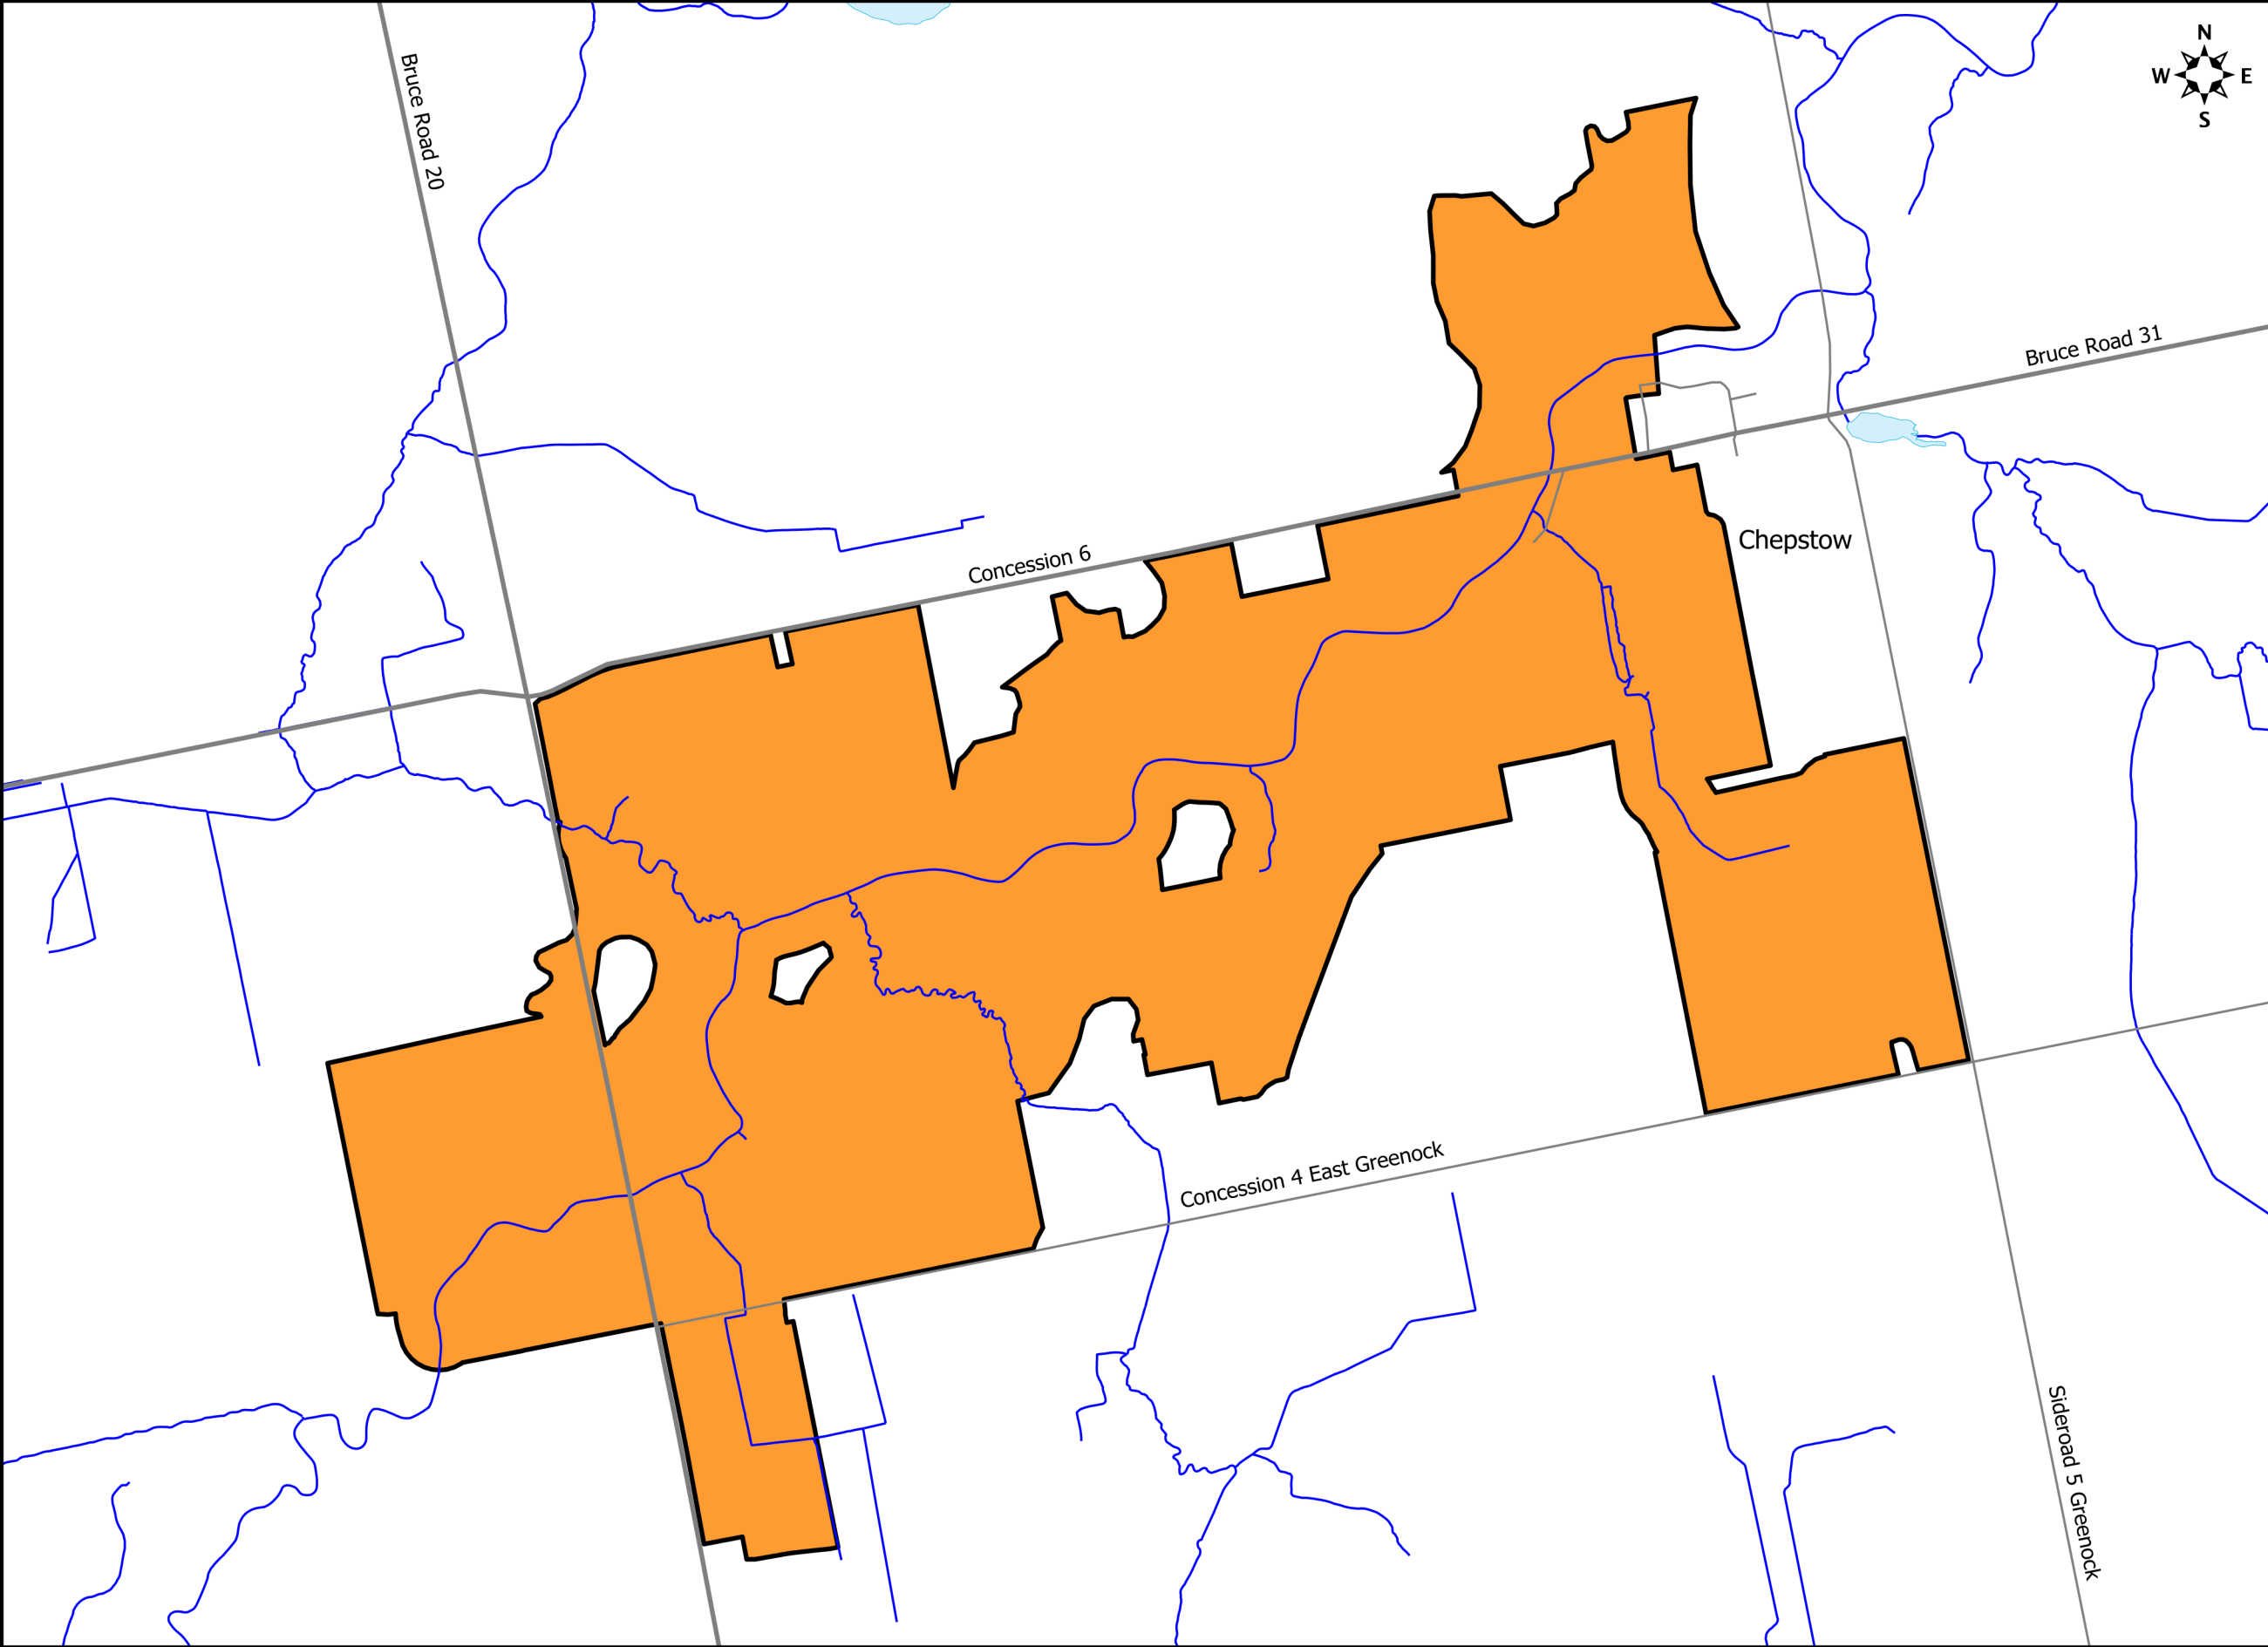 N
W E
S
Bruce Road 20
Bruce Road 31
Concession 6
Chepstow
Concession 4 East Greenock
Sideroad 5 Greenock